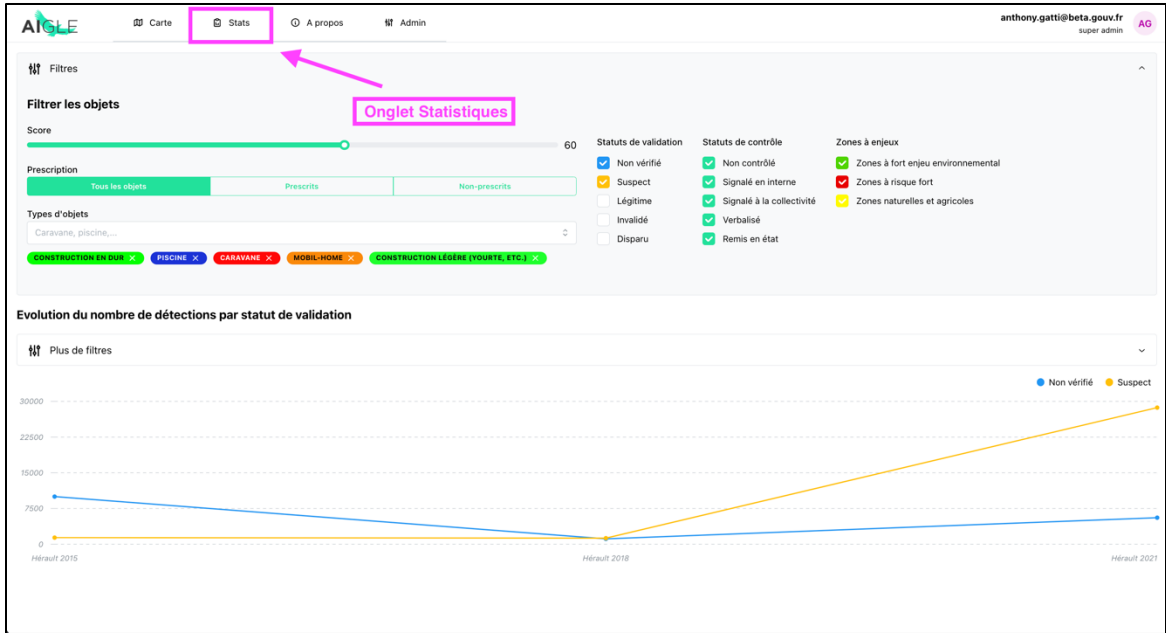 AIGLE
Carte
Stats
A propos
Admin
anthony.gatti@beta.gouv.fr
super admin
AG
Filtres
Onglet Statistiques
Filtrer les objets
Score
60
Prescription
Tous les objets
Prescrits
Non-prescrits
Types d'objets
Caravane, piscine,...
CONSTRUCTION EN DUR ×
PISCINE ×
CARAVANE ×
MOBIL-HOME ×
CONSTRUCTION LÉGÈRE (YOURTE, ETC.) ×
Statuts de validation
Non vérifié
Suspect
Légitime
Invalidé
Disparu
Statuts de contrôle
Non contrôlé
Signalé en interne
Signalé à la collectivité
Verbalisé
Remis en état
Zones à enjeux
Zones à fort enjeu environnemental
Zones à risque fort
Zones naturelles et agricoles
Evolution du nombre de détections par statut de validation
Plus de filtres
Non vérifié
Suspect
30000
22500
15000
7500
0
Hérault 2015
Hérault 2018
Hérault 2021